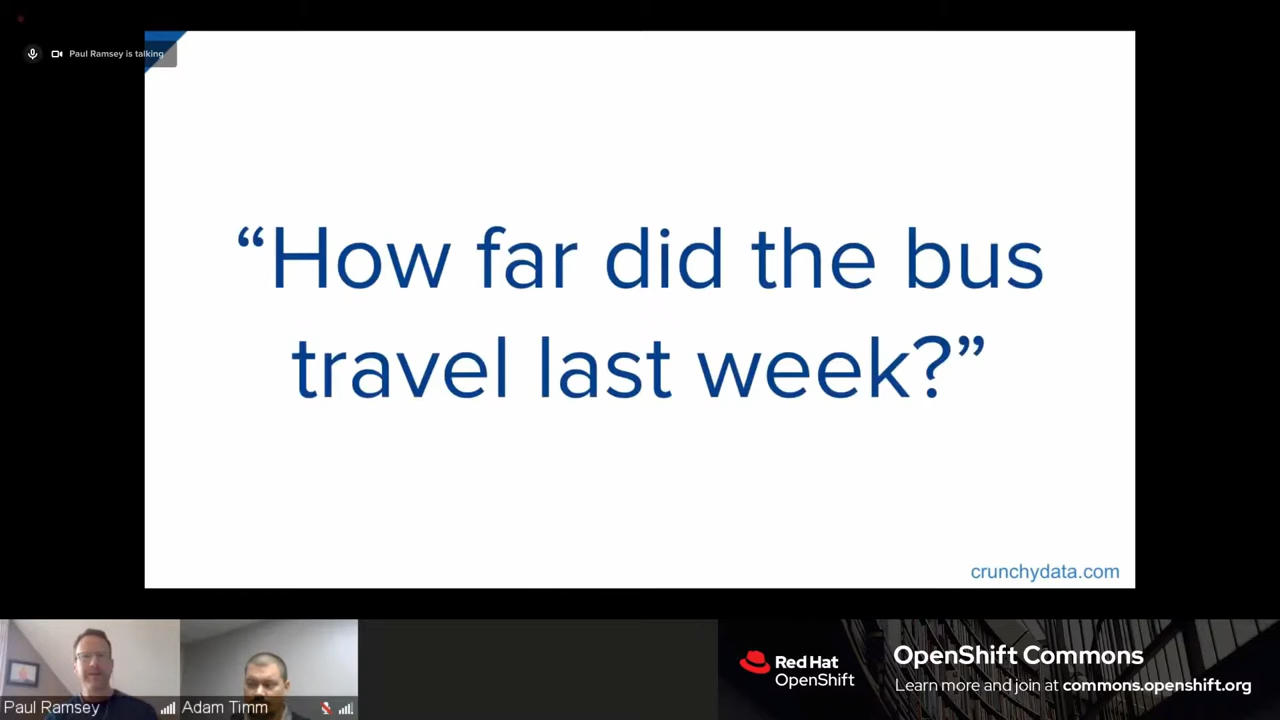 Paul Ramsey is talking
“How far did the bus
travel last week?”
crunchydata.com
Paul Ramsey
Adam Timm
Red Hat
OpenShift
OpenShift Commons
Learn more and join at commons.openshift.org